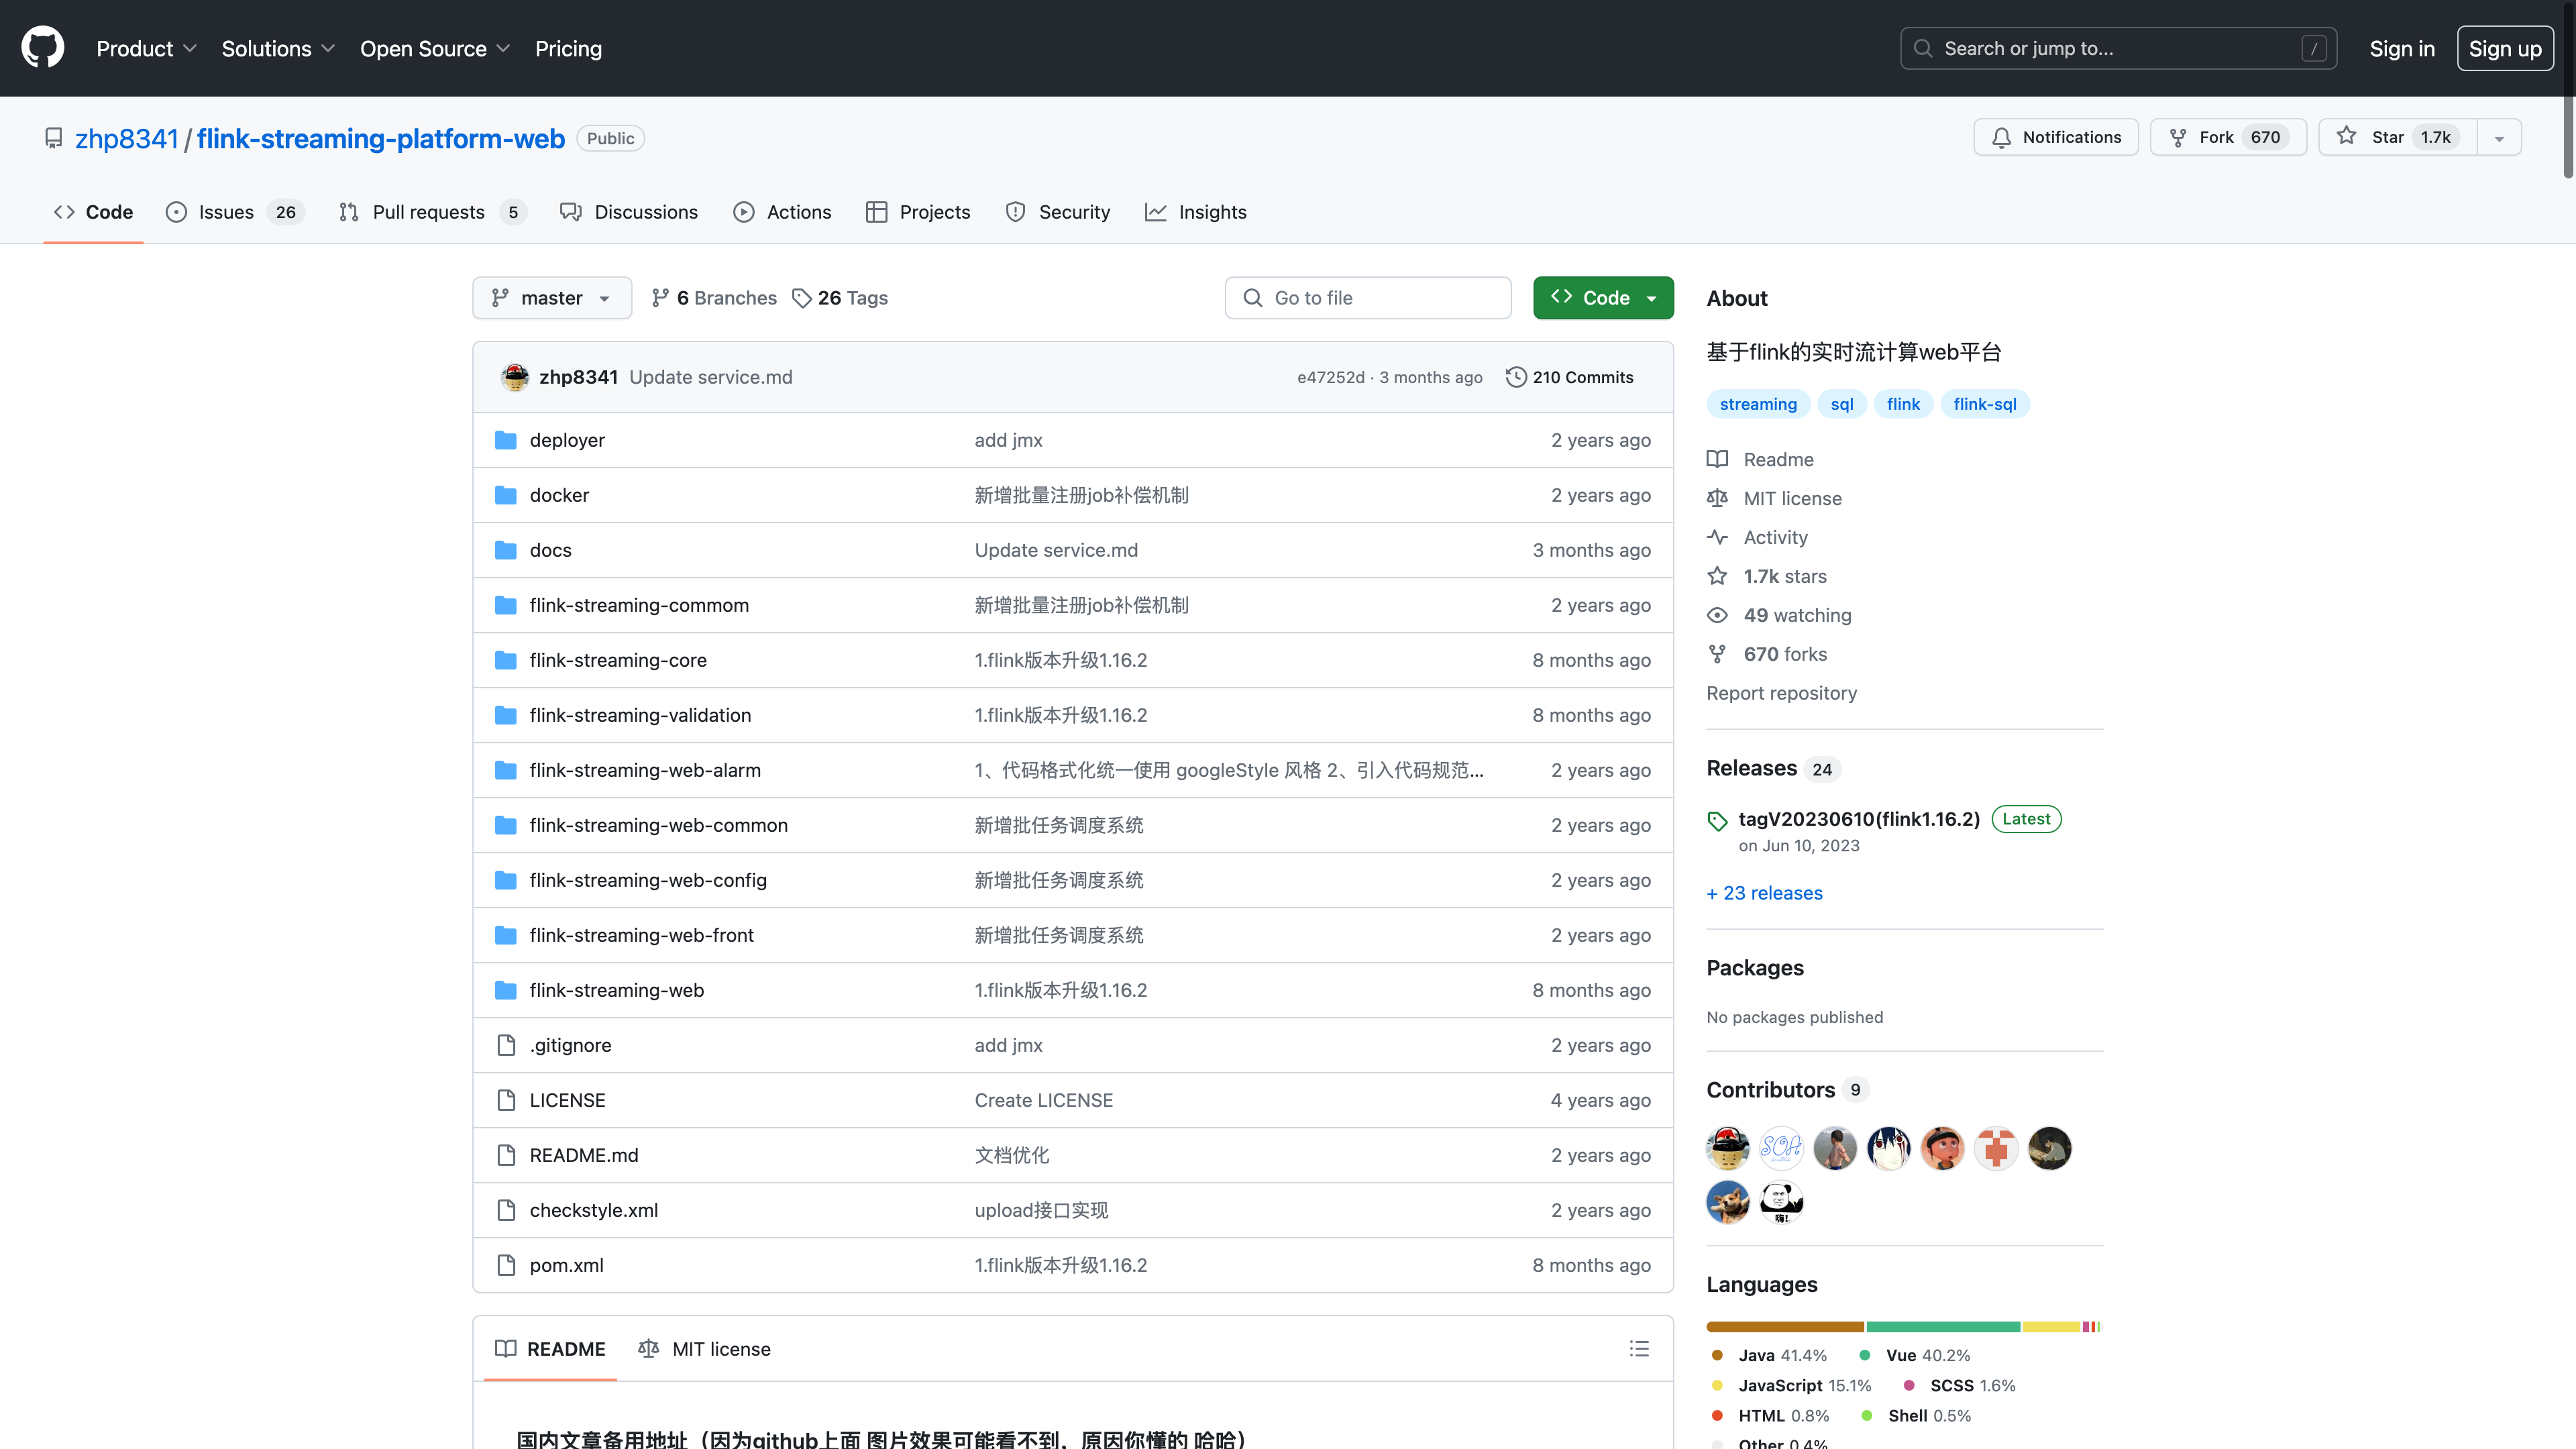 Product Solutions Open Source Pricing Search or jump to... / Sign in Sign up
zhp8341 / flink-streaming-platform-web Public Notifications Fork 670 Star 1.7k
Code Issues 26 Pull requests 5 Discussions Actions Projects Security Insights
master 6 Branches 26 Tags Go to file Code
zhp8341 Update service.md e47252d · 3 months ago 210 Commits
deployer add jmx 2 years ago
docker 新增批量注册job补偿机制 2 years ago
docs Update service.md 3 months ago
flink-streaming-commom 新增批量注册job补偿机制 2 years ago
flink-streaming-core 1.flink版本升级1.16.2 8 months ago
flink-streaming-validation 1.flink版本升级1.16.2 8 months ago
flink-streaming-web-alarm 1、代码格式化统一使用 googleStyle 风格 2、引入代码规范... 2 years ago
flink-streaming-web-common 新增批任务调度系统 2 years ago
flink-streaming-web-config 新增批任务调度系统 2 years ago
flink-streaming-web-front 新增批任务调度系统 2 years ago
flink-streaming-web 1.flink版本升级1.16.2 8 months ago
.gitignore add jmx 2 years ago
LICENSE Create LICENSE 4 years ago
README.md 文档优化 2 years ago
checkstyle.xml upload接口实现 2 years ago
pom.xml 1.flink版本升级1.16.2 8 months ago
README MIT license
国内文章备用地址（因为github上面 图片效果可能看不到，原因你懂的 哈哈）
About
基于flink的实时流计算web平台
streaming sql flink flink-sql
Readme
MIT license
Activity
1.7k stars
49 watching
670 forks
Report repository
Releases 24
tagV20230610(flink1.16.2) Latest
on Jun 10, 2023
+ 23 releases
Packages
No packages published
Contributors 9
SOA
嗨!
Languages
Java 41.4% Vue 40.2%
JavaScript 15.1% SCSS 1.6%
HTML 0.8% Shell 0.5%
Other 0.4%